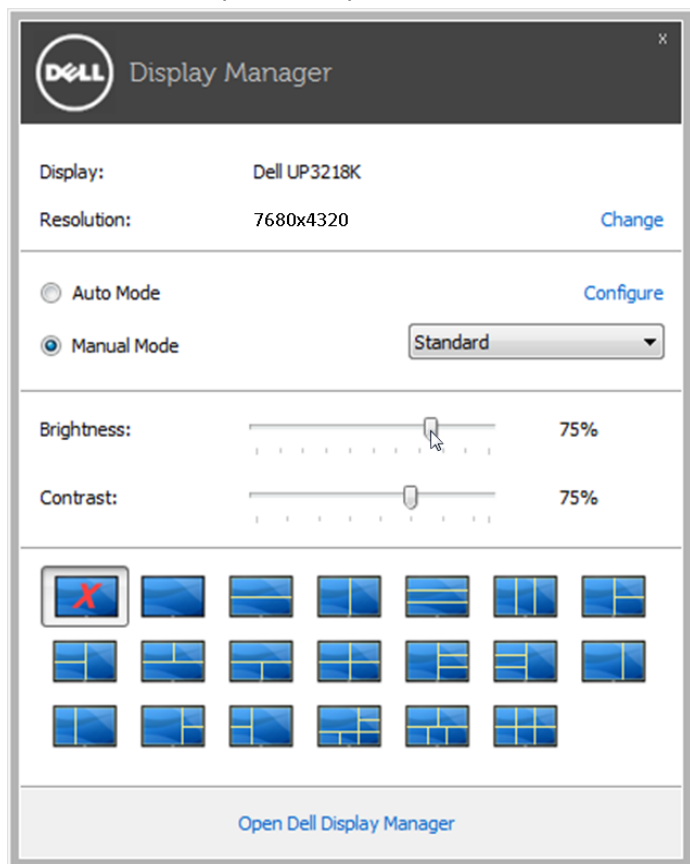 DELL Display Manager x
Display: Dell UP3218K
Resolution: 7680x4320 Change
Auto Mode Configure
Manual Mode Standard
Brightness: 75%
Contrast: 75%
X
Open Dell Display Manager